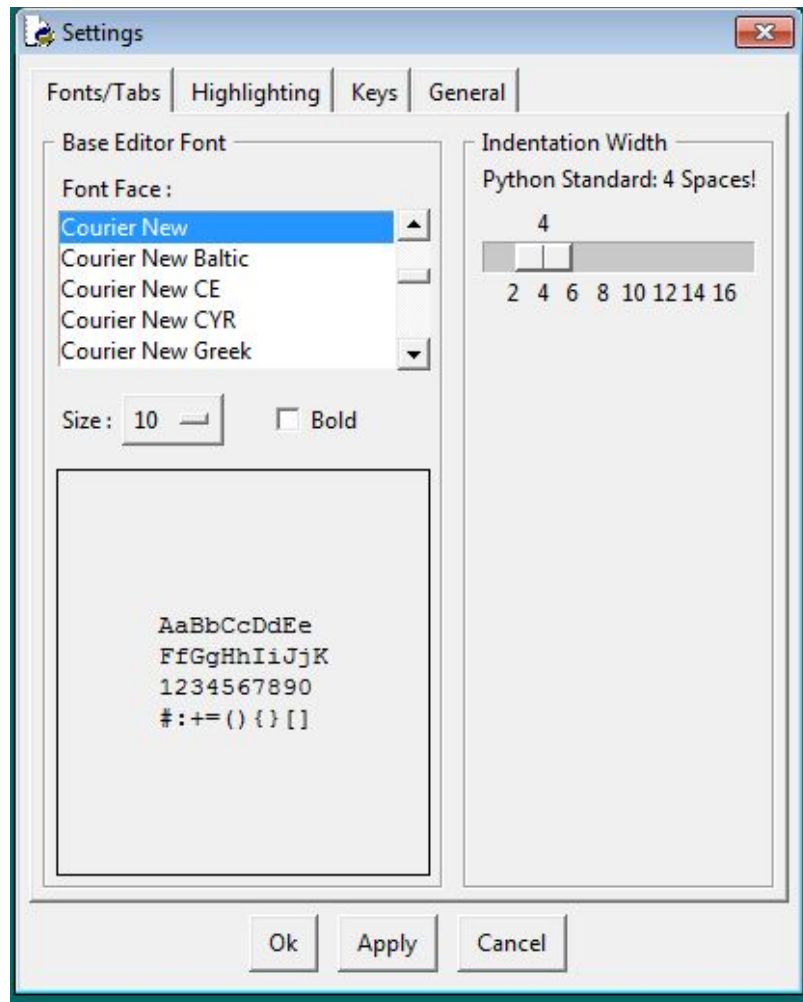 Settings
Fonts/Tabs Highlighting Keys General
Base Editor Font
Font Face :
Courier New
Courier New Baltic
Courier New CE
Courier New CYR
Courier New Greek
Size : 10 Bold
AaBbCcDdEe
FfGgHhIiJjK
1234567890
#:+=(){}[]
Indentation Width
Python Standard: 4 Spaces!
4
2 4 6 8 10 12 14 16
Ok Apply Cancel